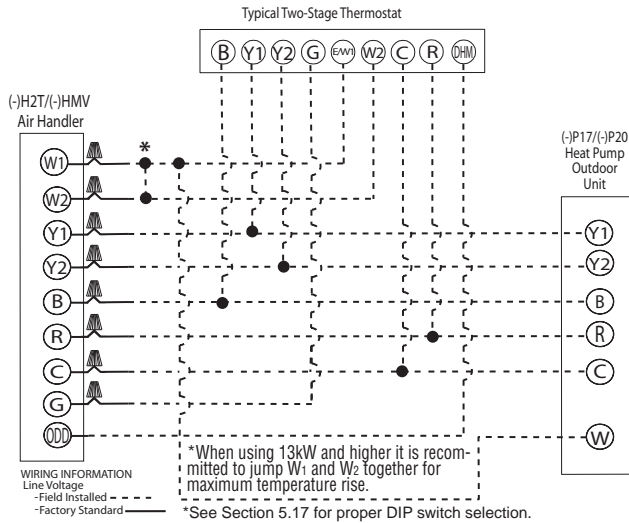 Typical Two-Stage Thermostat
B Y1 Y2 G E/W1 W2 C R DHM
(-)H2T/(-)HMV
Air Handler
W1
W2
Y1
Y2
B
R
C
G
ODD
*
(-)P17/(-)P20
Heat Pump
Outdoor
Unit
Y1
Y2
B
R
C
W
*When using 13kW and higher it is recom-
mitted to jump W1 and W2 together for
maximum temperature rise.
WIRING INFORMATION
Line Voltage
-Field Installed
-Factory Standard
*See Section 5.17 for proper DIP switch selection.